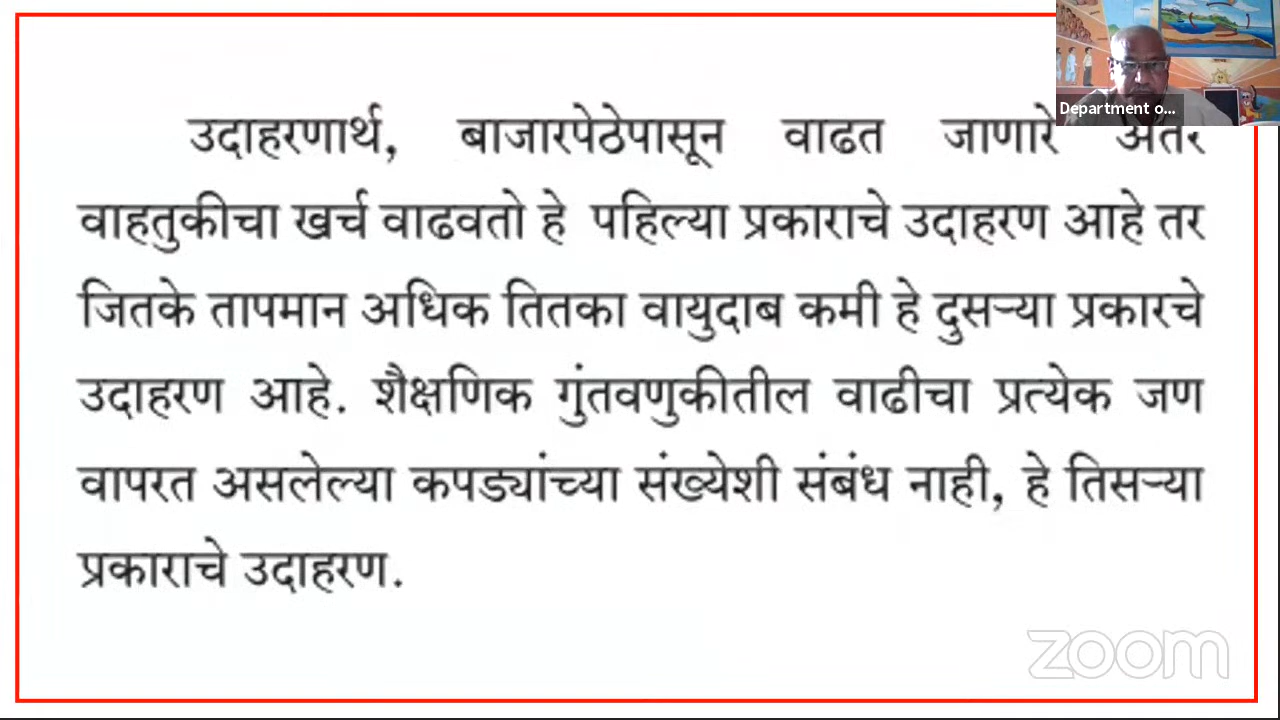 Department o...
उदाहरणार्थ, बाजारपेठेपासून वाढत जाणारे अंतर
वाहतुकीचा खर्च वाढवतो हे पहिल्या प्रकाराचे उदाहरण आहे तर
जितके तापमान अधिक तितका वायुदाब कमी हे दुसऱ्या प्रकारचे
उदाहरण आहे. शैक्षणिक गुंतवणुकीतील वाढीचा प्रत्येक जण
वापरत असलेल्या कपड्यांच्या संख्येशी संबंध नाही, हे तिसऱ्या
प्रकाराचे उदाहरण.
zoom